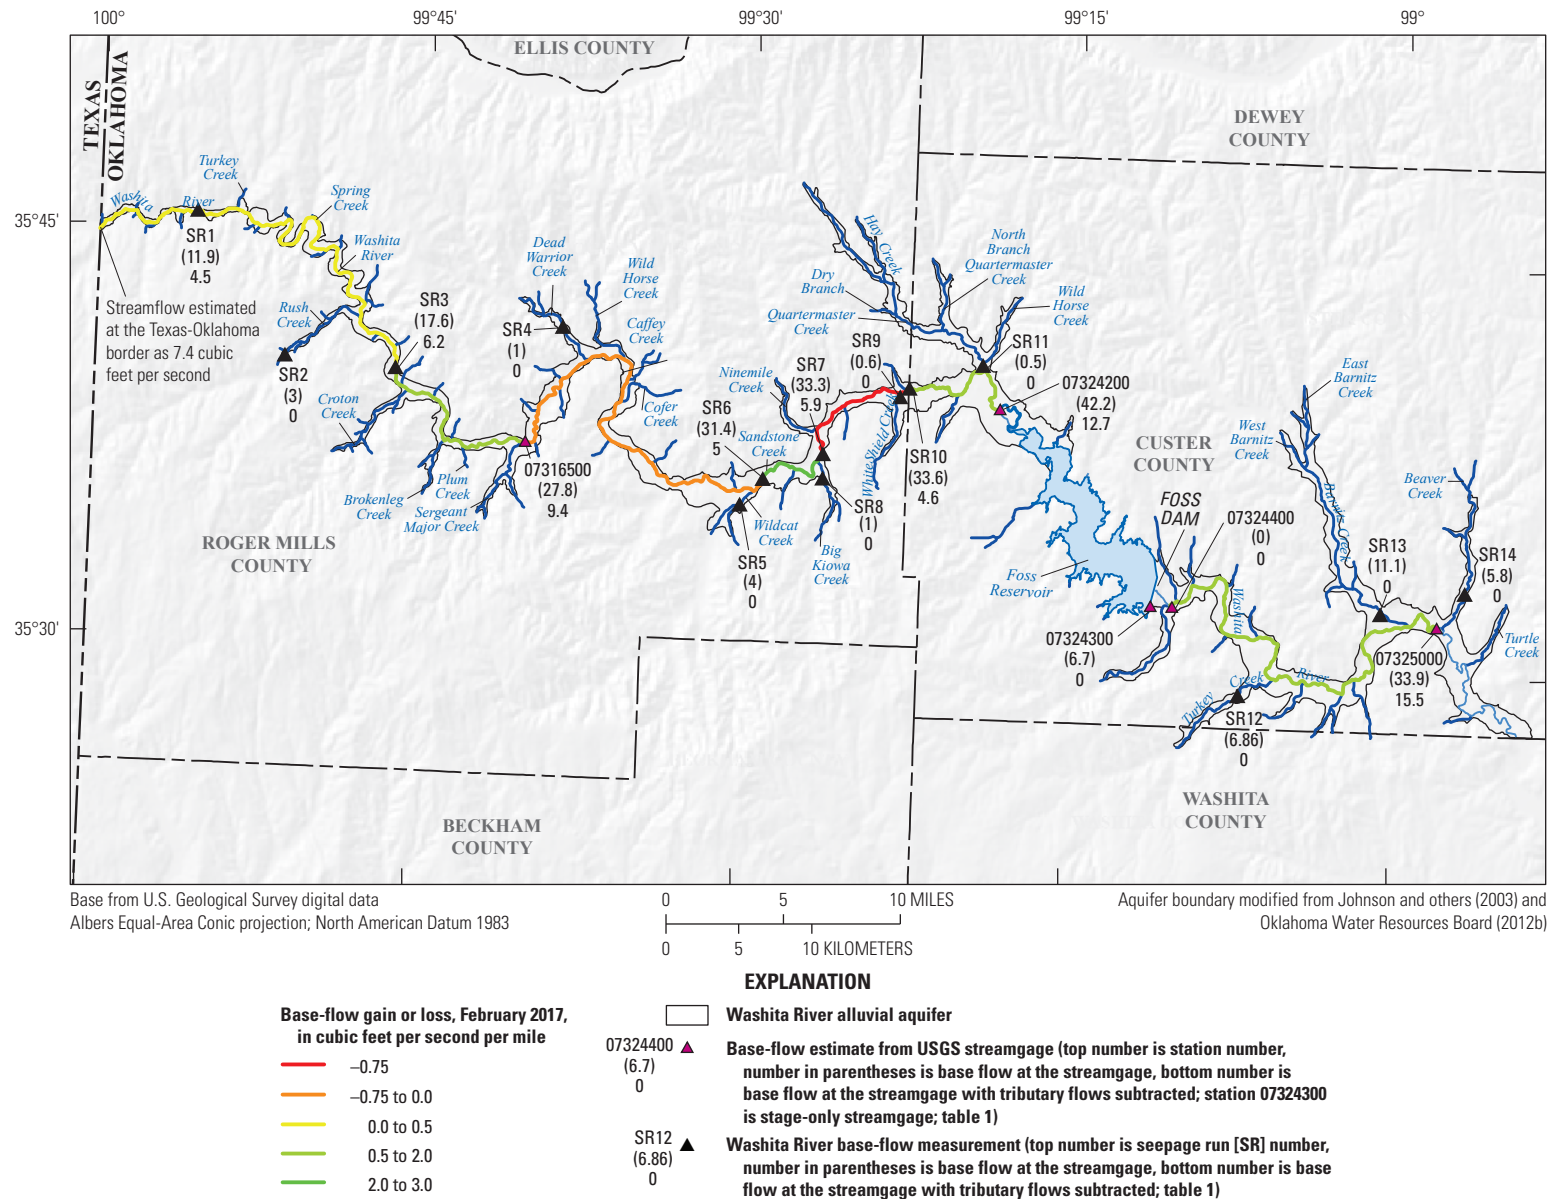 100°
99°45'
99°30'
99°15'
99°
35°45'
35°30'
TEXAS
OKLAHOMA
ELLIS COUNTY
DEWEY
COUNTY
Turkey
Creek
Washita
River
Spring
Creek
Washita
River
SR1
(11.9)
4.5
Streamflow estimated
at the Texas-Oklahoma
border as 7.4 cubic
feet per second
Rush
Creek
SR2
(3)
0
SR3
(17.6)
6.2
Croton
Creek
Brokenleg
Creek
Plum
Creek
Sergeant
Major Creek
07316500
(27.8)
9.4
Dead
Warrior
Creek
SR4
(1)
0
Wild
Horse
Creek
Caffey
Creek
Cofer
Creek
SR6
(31.4)
5
Ninemile
Creek
Sandstone
Creek
SR7
(33.3)
5.9
SR9
(0.6)
0
Wildcat
Creek
SR5
(4)
0
Big
Kiowa
Creek
SR8
(1)
0
White Shield Creek
SR10
(33.6)
4.6
Hay Creek
Dry
Branch
Quartermaster
Creek
North
Branch
Quartermaster
Creek
Wild
Horse
Creek
SR11
(0.5)
0
07324200
(42.2)
12.7
CUSTER
COUNTY
FOSS
DAM
Foss
Reservoir
07324400
(0)
0
07324300
(6.7)
0
Washita
River
Turkey
Creek
SR12
(6.86)
0
West
Barnitz
Creek
East
Barnitz
Creek
Barnitz Creek
SR13
(11.1)
0
Beaver
Creek
SR14
(5.8)
0
07325000
(33.9)
15.5
Turtle
Creek
ROGER MILLS
COUNTY
BECKHAM
COUNTY
WASHITA
COUNTY
Base from U.S. Geological Survey digital data
Albers Equal-Area Conic projection; North American Datum 1983
0 5 10 MILES
0 5 10 KILOMETERS
Aquifer boundary modified from Johnson and others (2003) and
Oklahoma Water Resources Board (2012b)
EXPLANATION
Base-flow gain or loss, February 2017,
in cubic feet per second per mile
–0.75
–0.75 to 0.0
0.0 to 0.5
0.5 to 2.0
2.0 to 3.0
Washita River alluvial aquifer
07324400
(6.7)
0
Base-flow estimate from USGS streamgage (top number is station number,
number in parentheses is base flow at the streamgage, bottom number is
base flow at the streamgage with tributary flows subtracted; station 07324300
is stage-only streamgage; table 1)
SR12
(6.86)
0
Washita River base-flow measurement (top number is seepage run [SR] number,
number in parentheses is base flow at the streamgage, bottom number is base
flow at the streamgage with tributary flows subtracted; table 1)